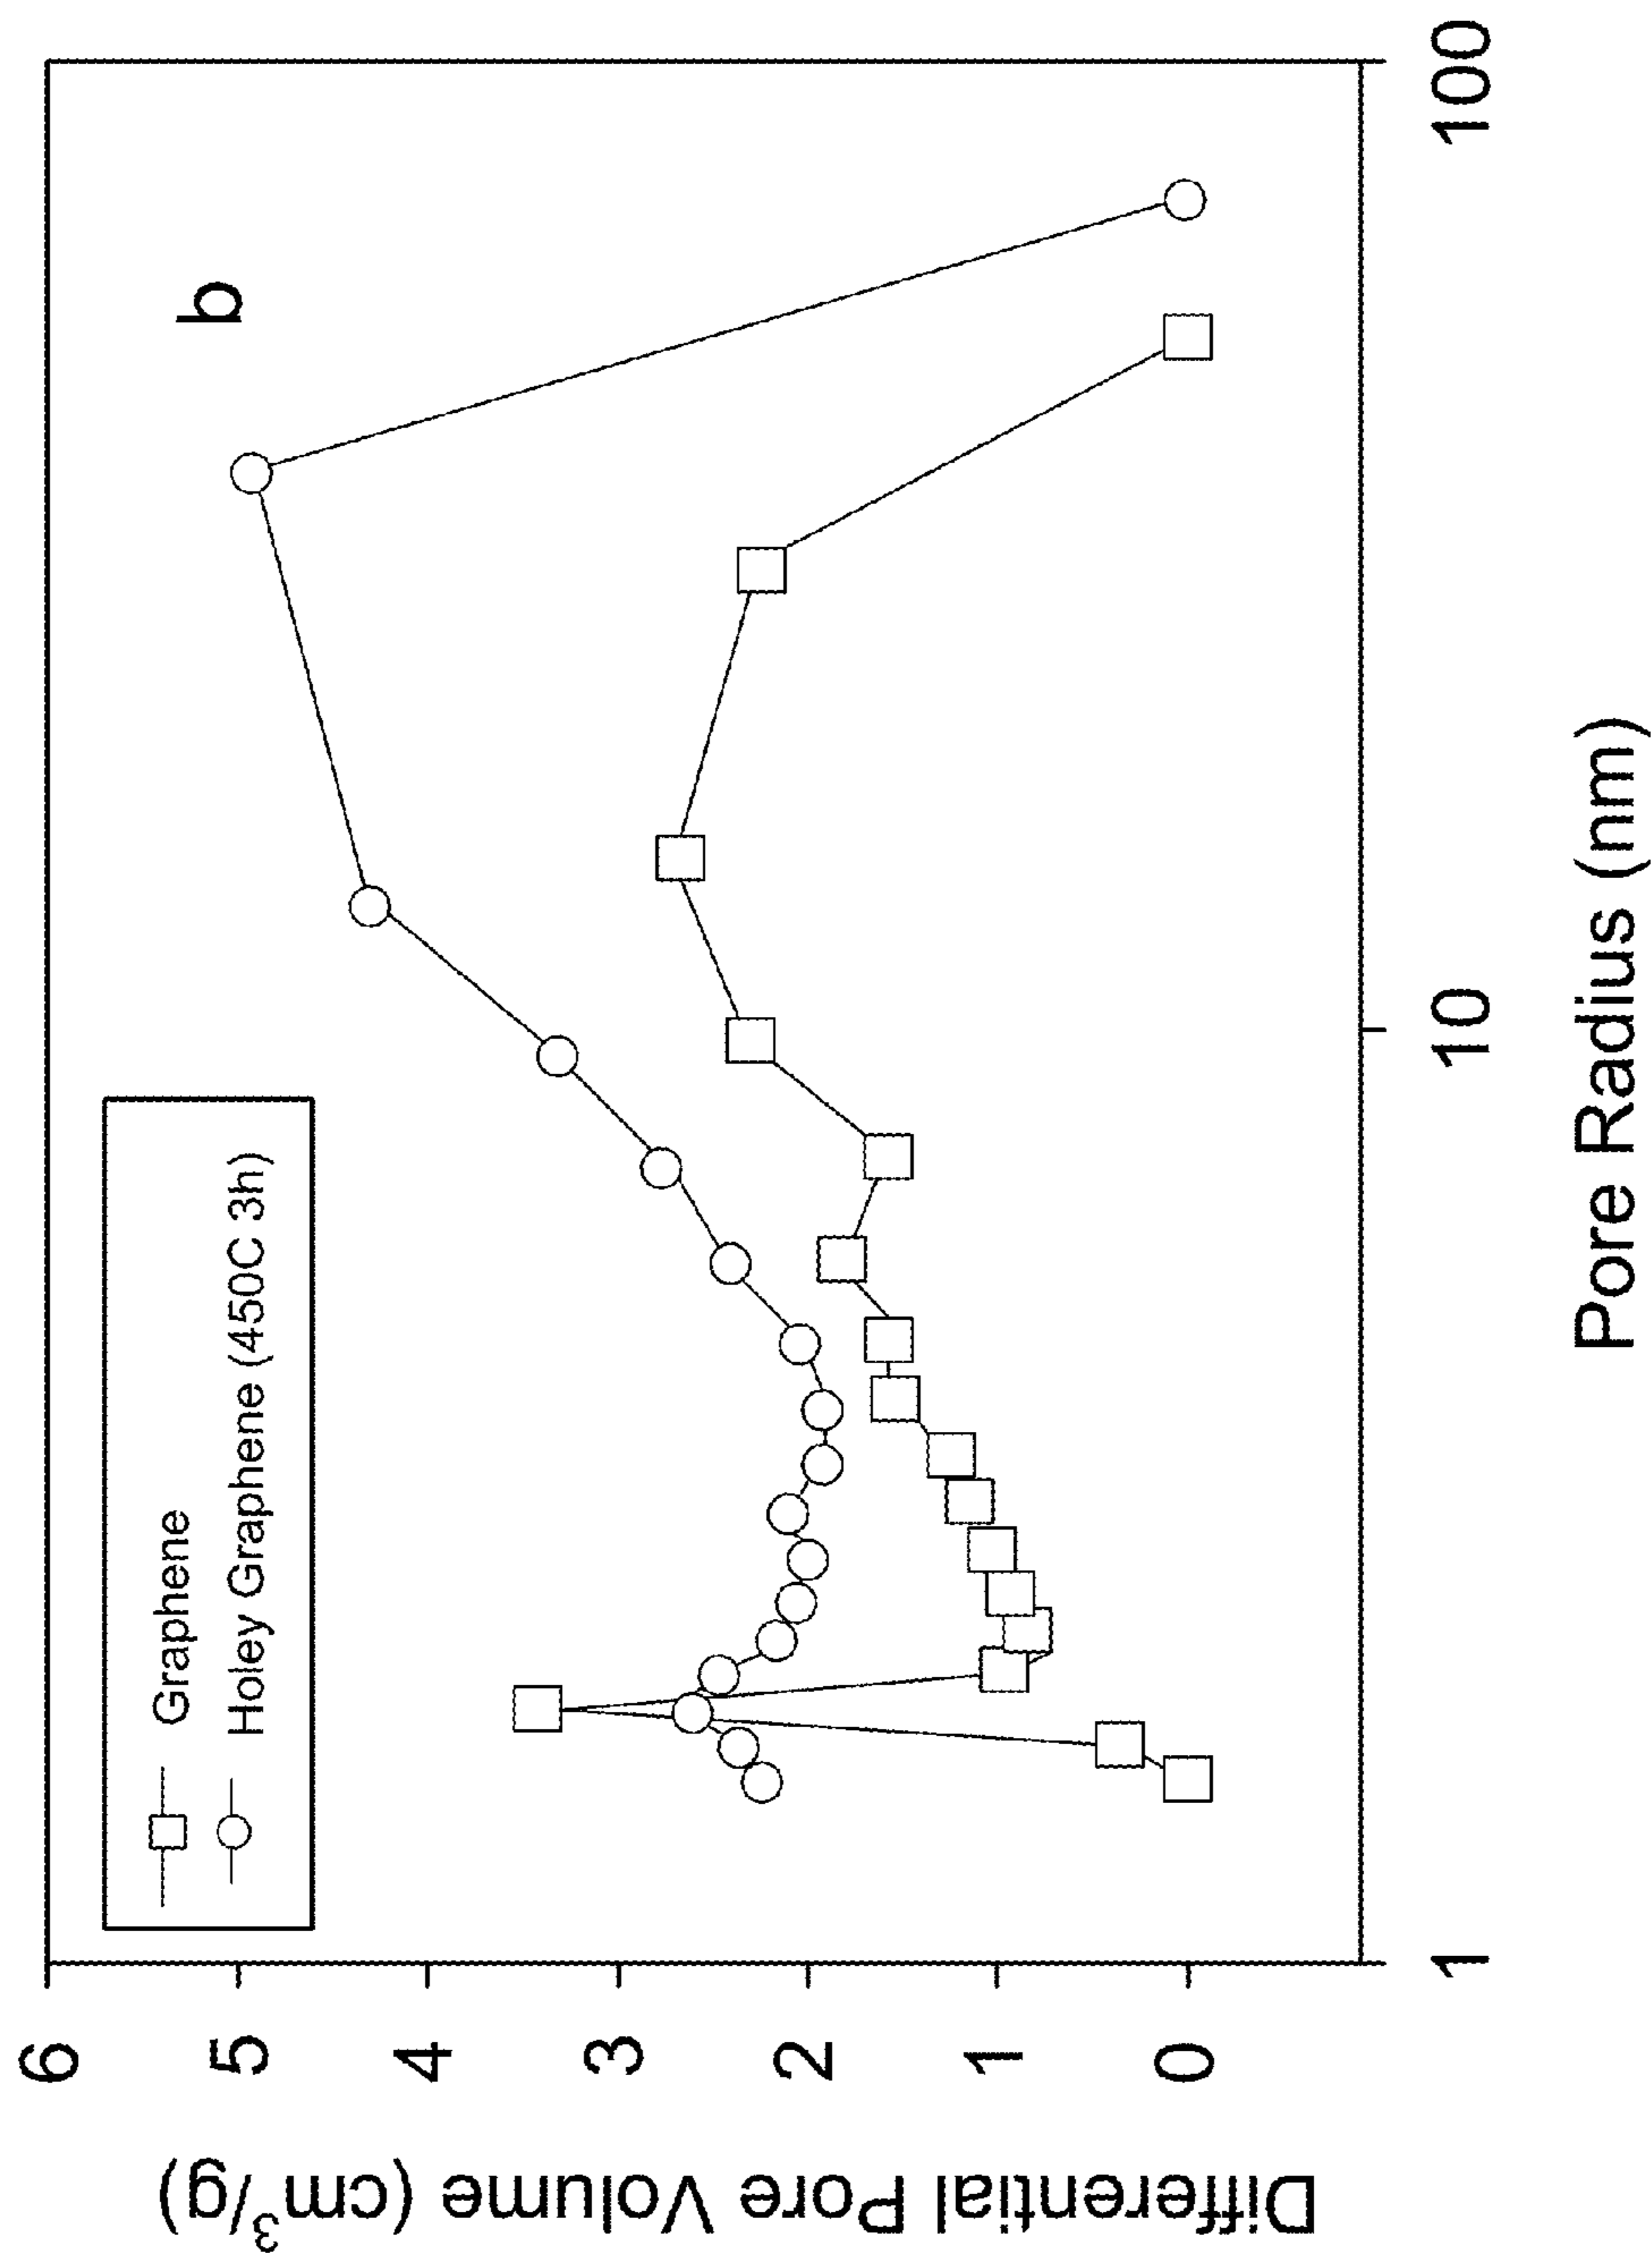 b
Graphene
Holey Graphene (450C 3h)
6
5
4
3
2
1
0
Differential Pore Volume (cm³/g)
1
10
100
Pore Radius (nm)